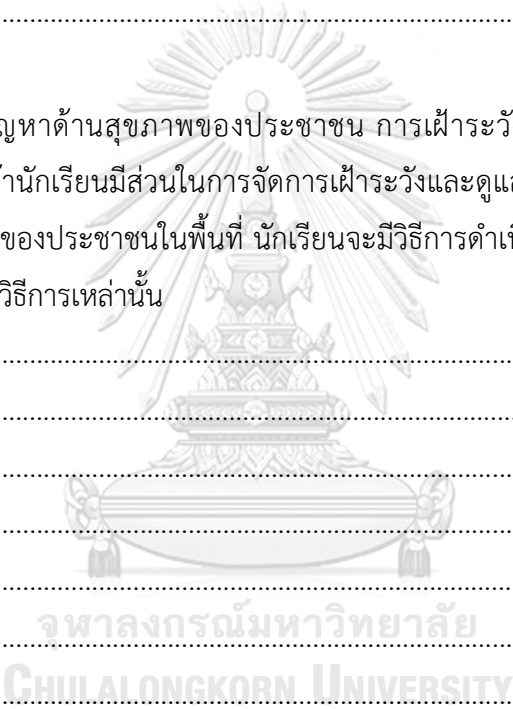 ญหาด้านสุขภาพของประชาชน การเฝ้าระวั
นักเรียนมีส่วนในการจัดการเฝ้าระวังและดูแ
ของประชาชนในพื้นที่ นักเรียนจะมีวิธีการดำเนิ
วิธีการเหล่านั้น
จุฬาลงกรณ์มหาวิทยาลัย
CHULALONGKORN UNIVERSITY